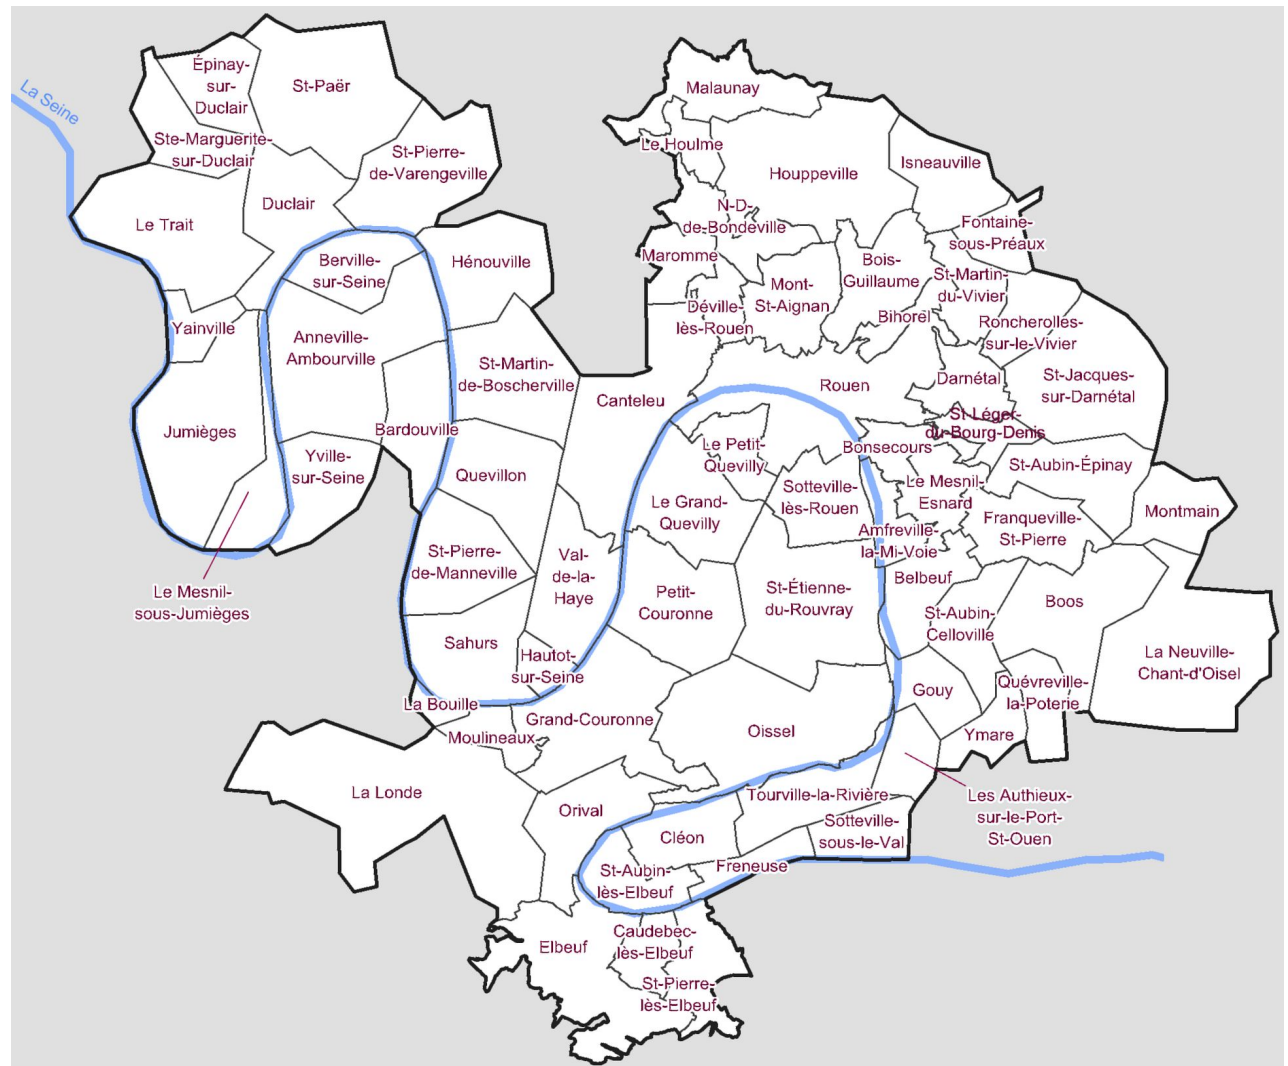 La Seine
Épinay-
sur-
Duclair
St-Paër
Ste-Marguerite-
sur-Duclair
St-Pierre-
de-Varengeville
Le Trait
Duclair
Berville-
sur-Seine
Hénouville
Yainville
Anneville-
Ambourville
St-Martin-
de-Boscherville
Jumièges
Bardouville
Yville-
sur-Seine
Quevillon
Le Mesnil-
sous-Jumièges
St-Pierre-
de-Manneville
Sahurs
Val-
de-la-
Haye
Hautot-
sur-Seine
La Bouille
Moulineaux
Grand-Couronne
La Londe
Orival
Malaunay
Le Houlme
Houppeville
Isneauville
N-D-
de-Bondeville
Fontaine-
sous-Préaux
Maromme
Mont-
St-Aignan
Bois-
Guillaume
St-Martin-
du-Vivier
Déville-
lès-Rouen
Bihorel
Roncherolles-
sur-le-Vivier
Canteleu
Rouen
Darnétal
St-Jacques-
sur-Darnétal
St-Léger-
du-Bourg-Denis
Le Petit-
Quevilly
Bonsecours
St-Aubin-Épinay
Le Grand-
Quevilly
Sotteville-
lès-Rouen
Le Mesnil-
Esnard
Franqueville-
St-Pierre
Montmain
Amfreville-
la-Mi-Voie
Belbeuf
Petit-
Couronne
St-Étienne-
du-Rouvray
St-Aubin-
Celloville
Boos
La Neuville-
Chant-d'Oisel
Gouy
Quévreville-
la-Poterie
Oissel
Ymare
Les Authieux-
sur-le-Port-
St-Ouen
Tourville-la-Rivière
Cléon
Sotteville-
sous-le-Val
St-Aubin-
lès-Elbeuf
Freneuse
Elbeuf
Caudebec-
lès-Elbeuf
St-Pierre-
lès-Elbeuf